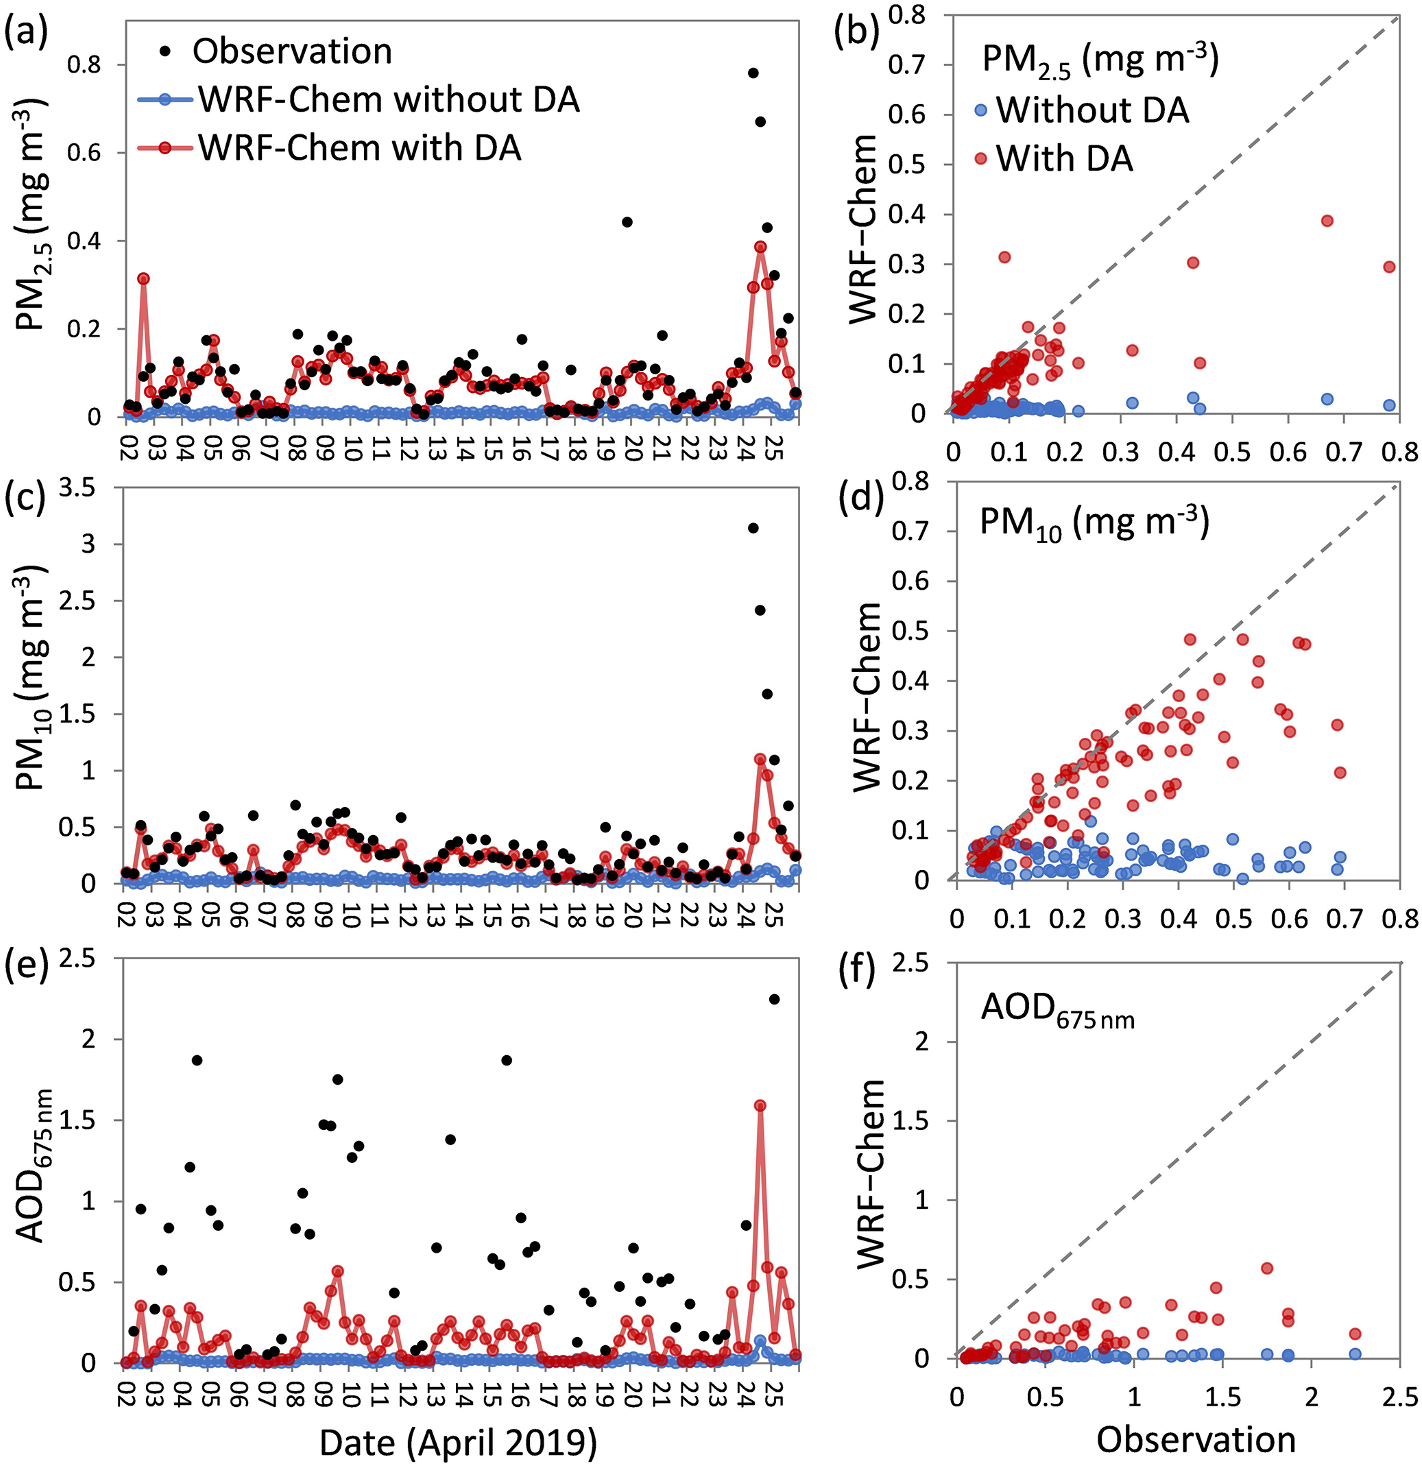 (a)
Observation
WRF-Chem without DA
WRF-Chem with DA
PM2.5 (mg m-3)
0.8
0.6
0.4
0.2
0
02 03 04 05 06 07 08 09 10 11 12 13 14 15 16 17 18 19 20 21 22 23 24 25
(b)
PM2.5 (mg m-3)
Without DA
With DA
WRF−Chem
0.8
0.7
0.6
0.5
0.4
0.3
0.2
0.1
0
0 0.1 0.2 0.3 0.4 0.5 0.6 0.7 0.8
(c)
PM10 (mg m-3)
3.5
3
2.5
2
1.5
1
0.5
0
02 03 04 05 06 07 08 09 10 11 12 13 14 15 16 17 18 19 20 21 22 23 24 25
(d)
PM10 (mg m-3)
WRF−Chem
0.8
0.7
0.6
0.5
0.4
0.3
0.2
0.1
0
0 0.1 0.2 0.3 0.4 0.5 0.6 0.7 0.8
(e)
AOD675 nm
2.5
2
1.5
1
0.5
0
02 03 04 05 06 07 08 09 10 11 12 13 14 15 16 17 18 19 20 21 22 23 24 25
Date (April 2019)
(f)
AOD675 nm
WRF−Chem
2.5
2
1.5
1
0.5
0
0 0.5 1 1.5 2 2.5
Observation